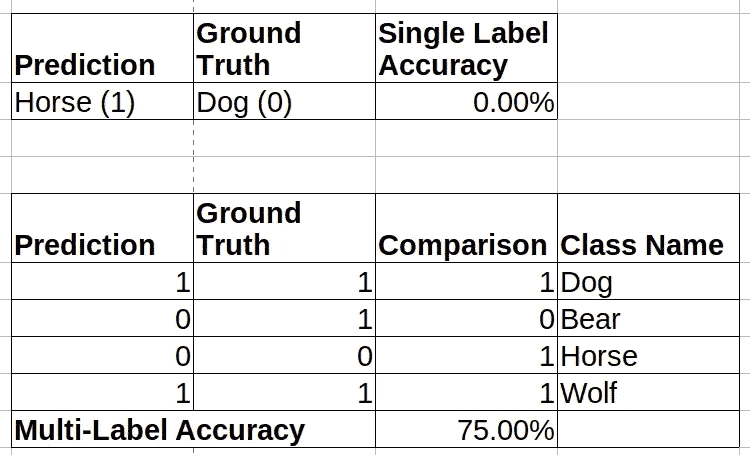 Prediction Ground Truth Single Label Accuracy
Horse (1) Dog (0) 0.00%
Prediction Ground Truth Comparison Class Name
1 1 1 Dog
0 1 0 Bear
0 0 1 Horse
1 1 1 Wolf
Multi-Label Accuracy 75.00%